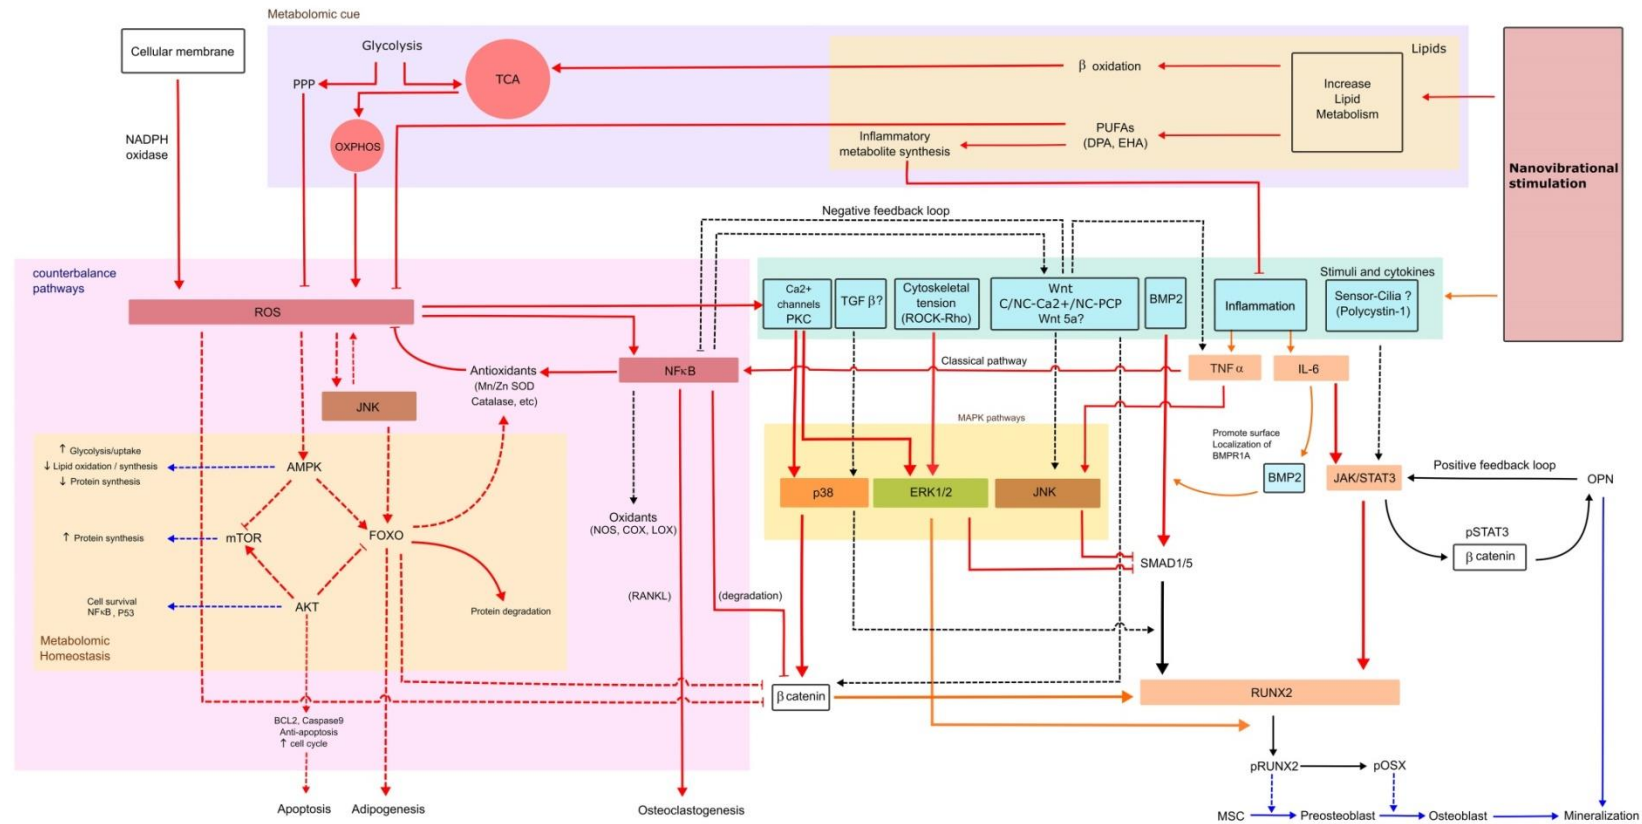 Metabolomic cue
Cellular membrane
Glycolysis
TCA
PPP
OXPHOS
NADPH
oxidase
Lipids
β oxidation
Increase
Lipid
Metabolism
PUFAs
(DPA, EHA)
Inflammatory
metabolite synthesis
Nanovibrational
stimulation
Negative feedback loop
counterbalance
pathways
ROS
Stimuli and cytokines
Ca2+
channels
PKC
TGF β?
Cytoskeletal
tension
(ROCK-Rho)
Wnt
C/NC-Ca2+/NC-PCP
Wnt 5a?
BMP2
Inflammation
Sensor-Cilia ?
(Polycystin-1)
Classical pathway
TNF α
IL-6
NFκB
Antioxidants
(Mn/Zn SOD
Catalase, etc)
JNK
MAPK pathways
Promote surface
Localization of
BMPR1A
BMP2
JAK/STAT3
Positive feedback loop
OPN
pSTAT3
β catenin
↑ Glycolysis/uptake
↓ Lipid oxidation / synthesis
↓ Protein synthesis
AMPK
↑ Protein synthesis
mTOR
FOXO
Cell survival
NFκB , P53
AKT
Protein degradation
Metabolomic
Homeostasis
Oxidants
(NOS, COX, LOX)
p38
ERK1/2
JNK
SMAD1/5
(RANKL)
(degradation)
β catenin
RUNX2
BCL2, Caspase9
Anti-apoptosis
↑ cell cycle
pRUNX2
pOSX
Apoptosis
Adipogenesis
Osteoclastogenesis
MSC
Preosteoblast
Osteoblast
Mineralization